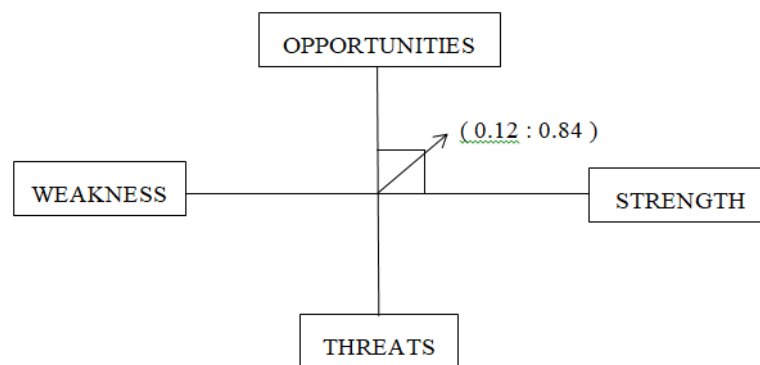 OPPORTUNITIES
( 0.12 : 0.84 )
WEAKNESS
STRENGTH
THREATS